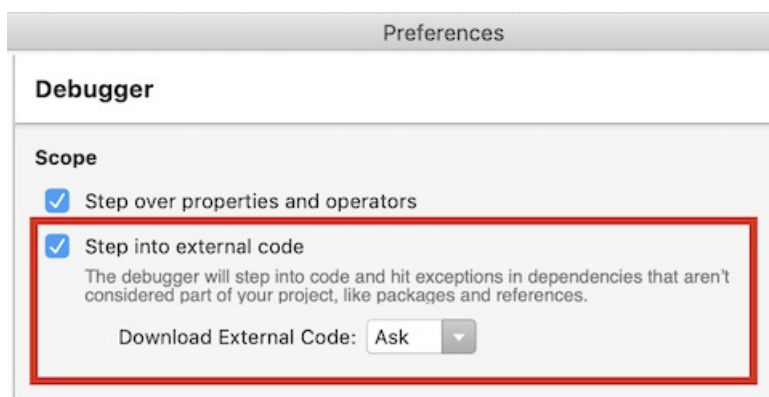 Preferences
Debugger
Scope
Step over properties and operators
Step into external code
The debugger will step into code and hit exceptions in dependencies that aren't
considered part of your project, like packages and references.
Download External Code: Ask